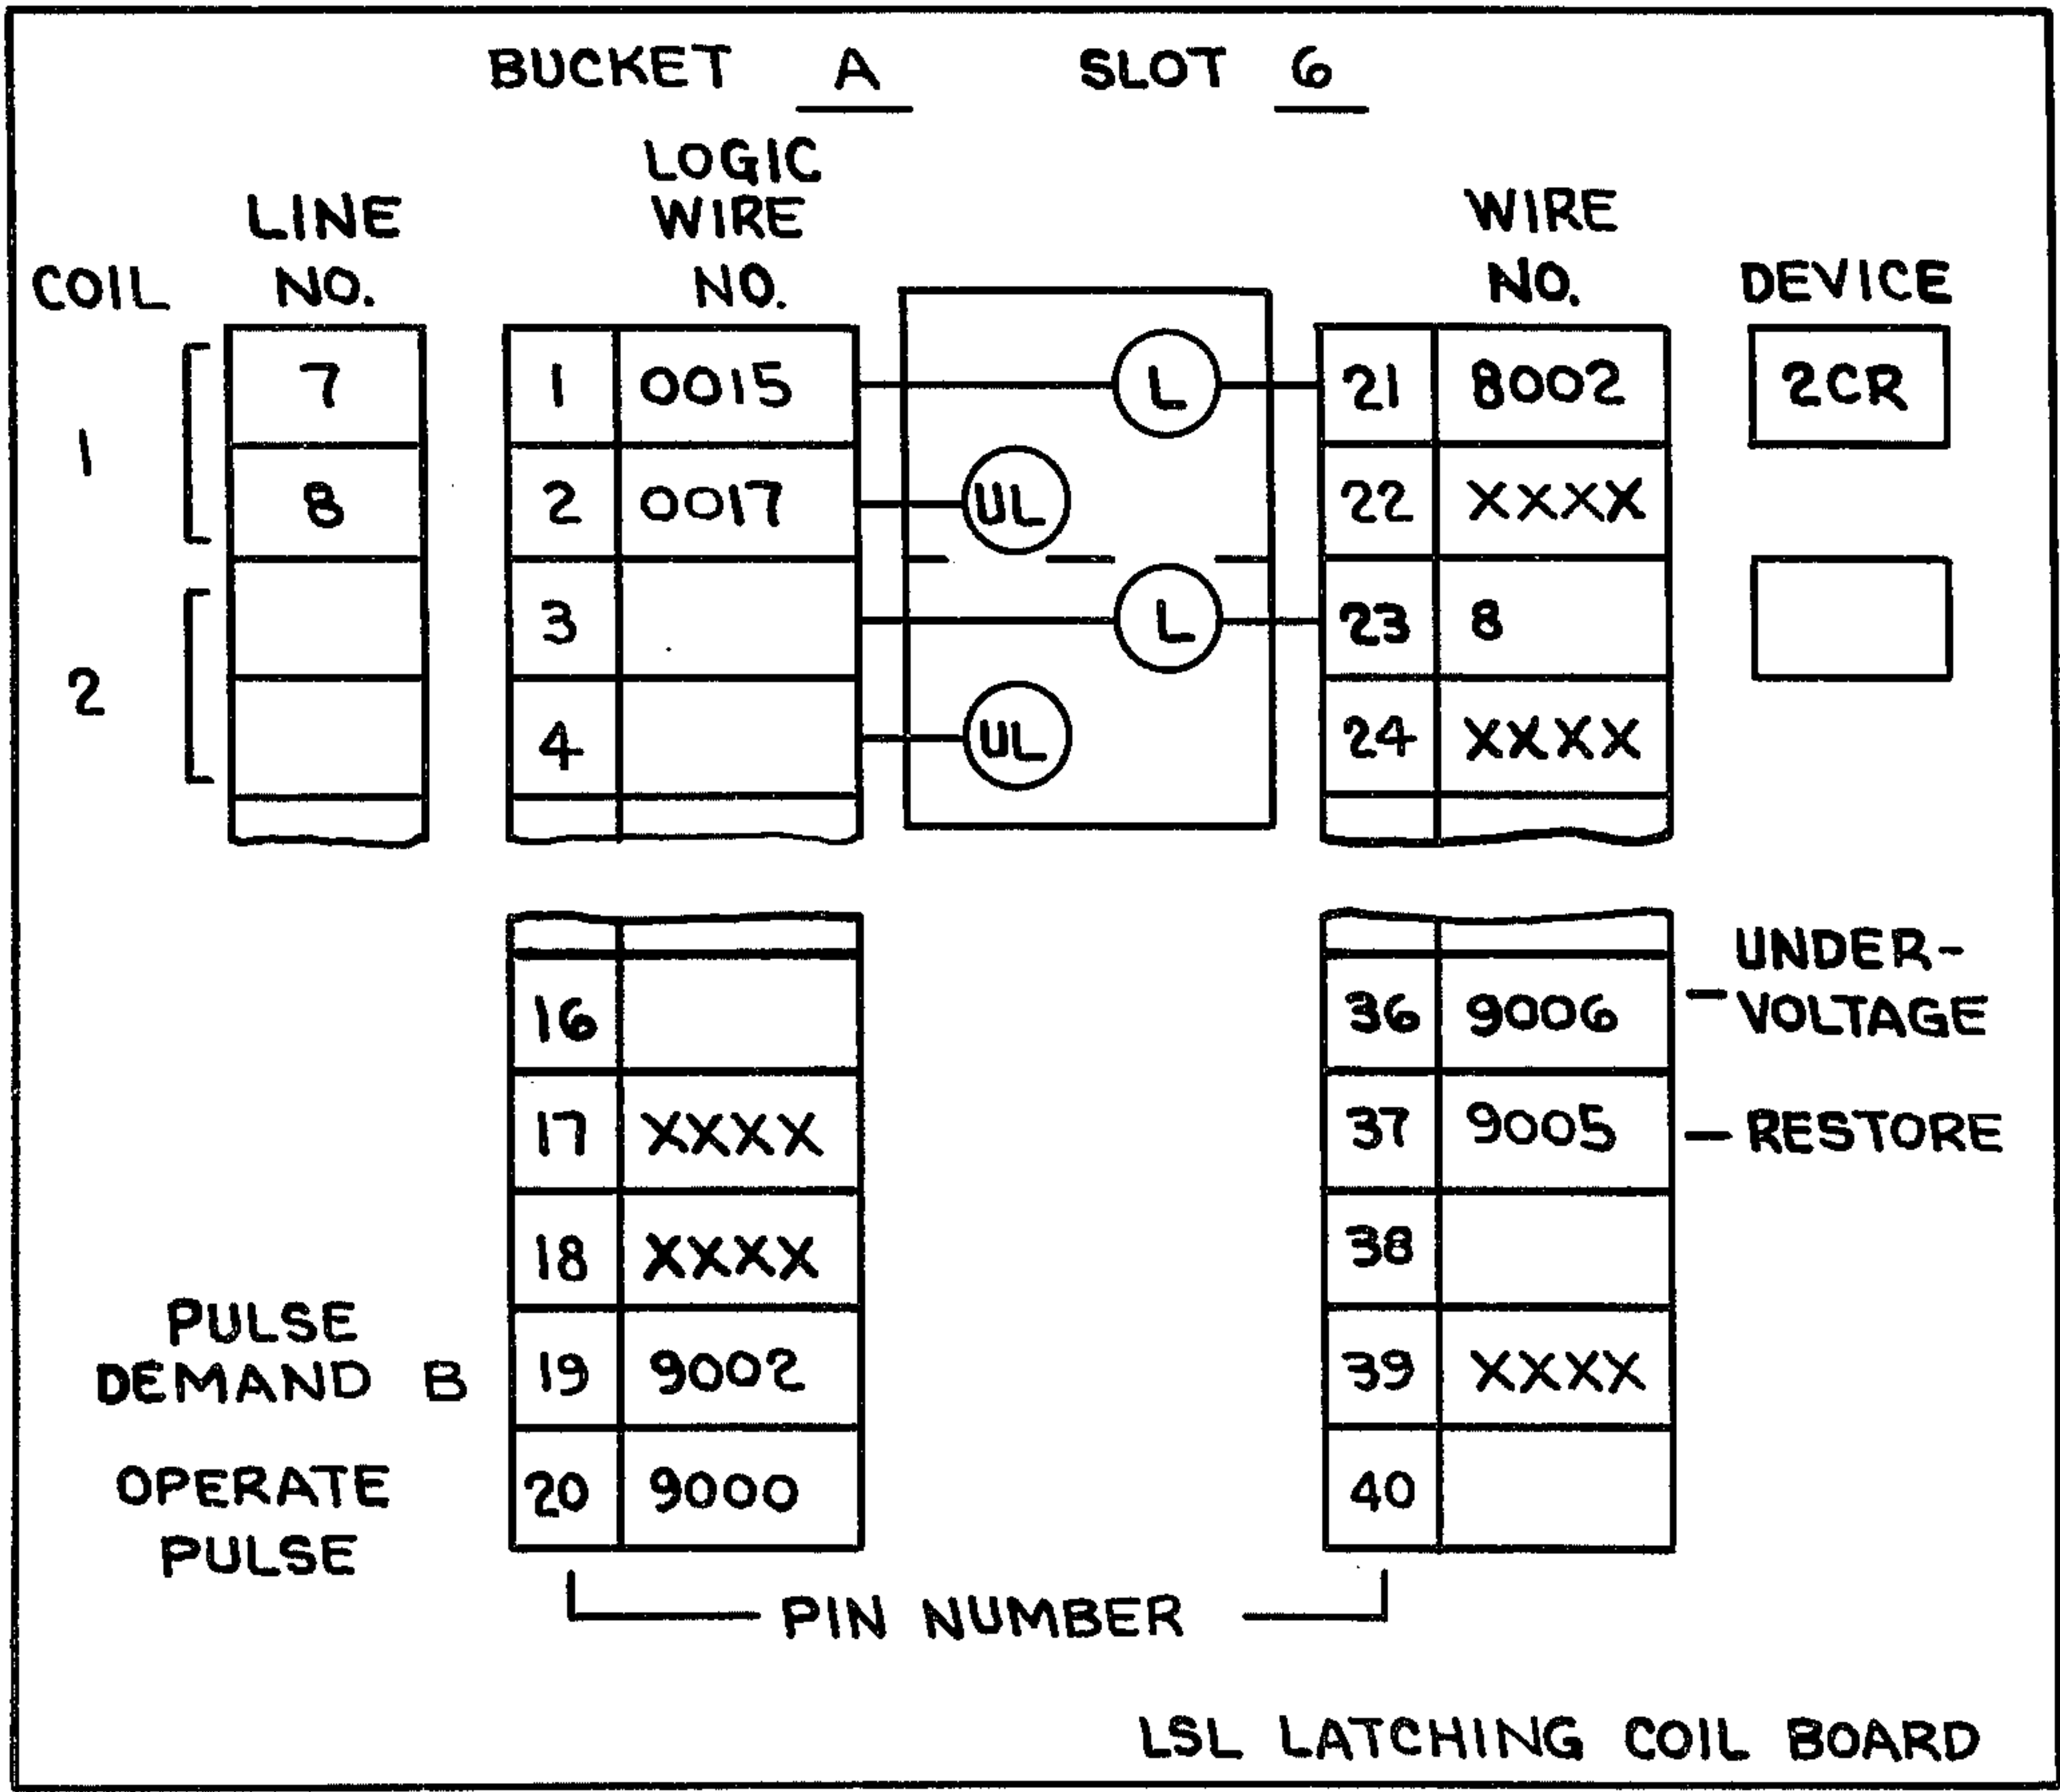 BUCKET A SLOT 6
COIL
LINE
NO.
LOGIC
WIRE
NO.
WIRE
NO.
DEVICE
1
7 1 0015 L 21 8002 2CR
8 2 0017 UL 22 XXXX
2
3 L 23 8
4 UL 24 XXXX
16 36 9006 UNDER-
VOLTAGE
17 XXXX 37 9005 RESTORE
18 XXXX 38
PULSE
DEMAND B 19 9002 39 XXXX
OPERATE
PULSE
20 9000 40
PIN NUMBER
LSL LATCHING COIL BOARD